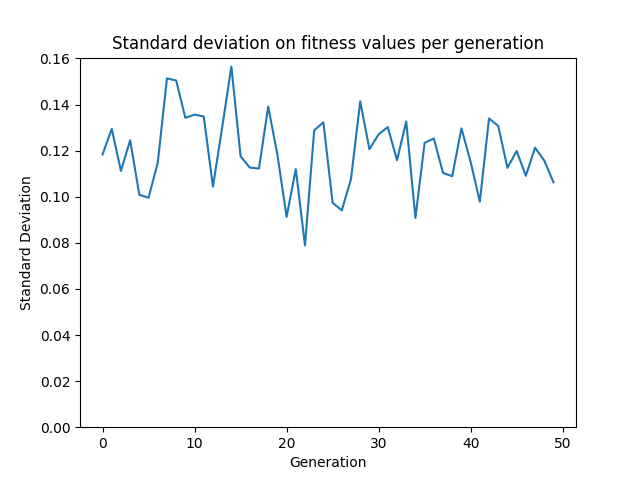 Standard deviation on fitness values per generation
0.16
0.14
0.12
0.10
0.08
0.06
0.04
0.02
0.00
Standard Deviation
0 10 20 30 40 50
Generation